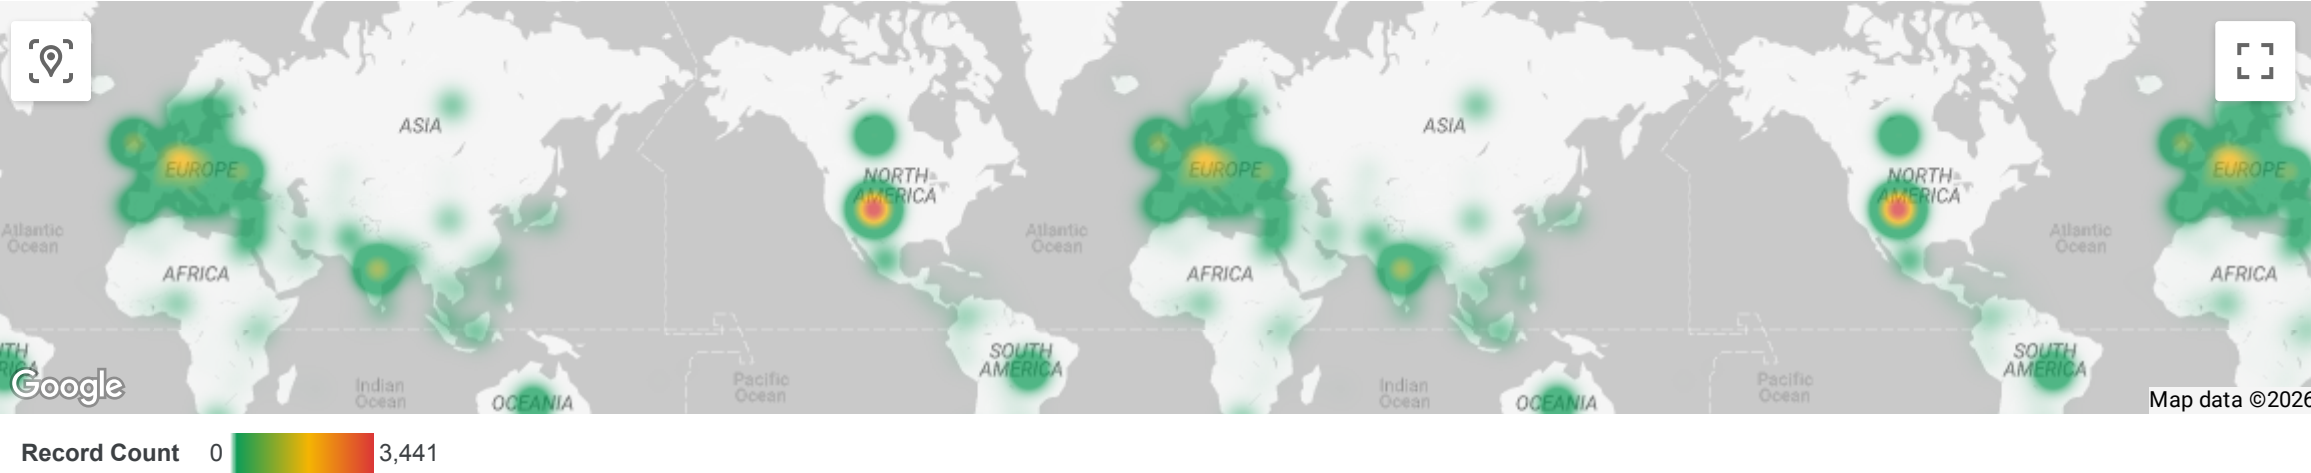 ASIA
EUROPE
NORTH
AMERICA
Atlantic
Ocean
AFRICA
Indian
Ocean
OCEANIA
Pacific
Ocean
SOUTH
AMERICA
Atlantic
Ocean
ASIA
EUROPE
AFRICA
Indian
Ocean
OCEANIA
NORTH
AMERICA
Pacific
Ocean
SOUTH
AMERICA
Atlantic
Ocean
EUROPE
AFRICA
Google
Map data ©2026
Record Count 0 3,441